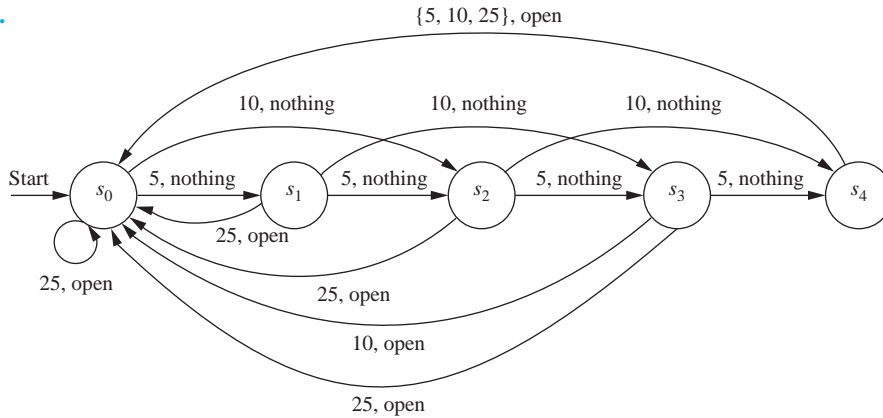 {5, 10, 25}, open
10, nothing
10, nothing
10, nothing
Start
s0
5, nothing
s1
5, nothing
s2
5, nothing
s3
5, nothing
s4
25, open
25, open
25, open
10, open
25, open